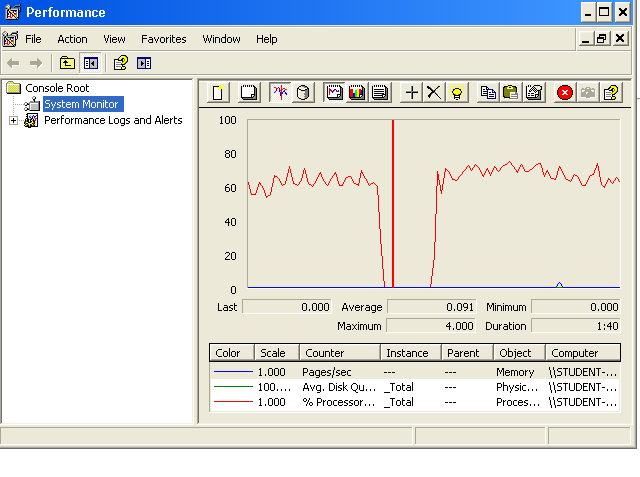 Performance
File Action View Favorites Window Help
Console Root
System Monitor
Performance Logs and Alerts
100
80
60
40
20
0
Last 0.000 Average 0.091 Minimum 0.000
Maximum 4.000 Duration 1:40
Color Scale Counter Instance Parent Object Computer
1.000 Pages/sec --- --- Memory \\STUDENT-...
100.... Avg. Disk Qu... _Total --- Physic... \\STUDENT-...
1.000 % Processor... _Total --- Proces... \\STUDENT-...